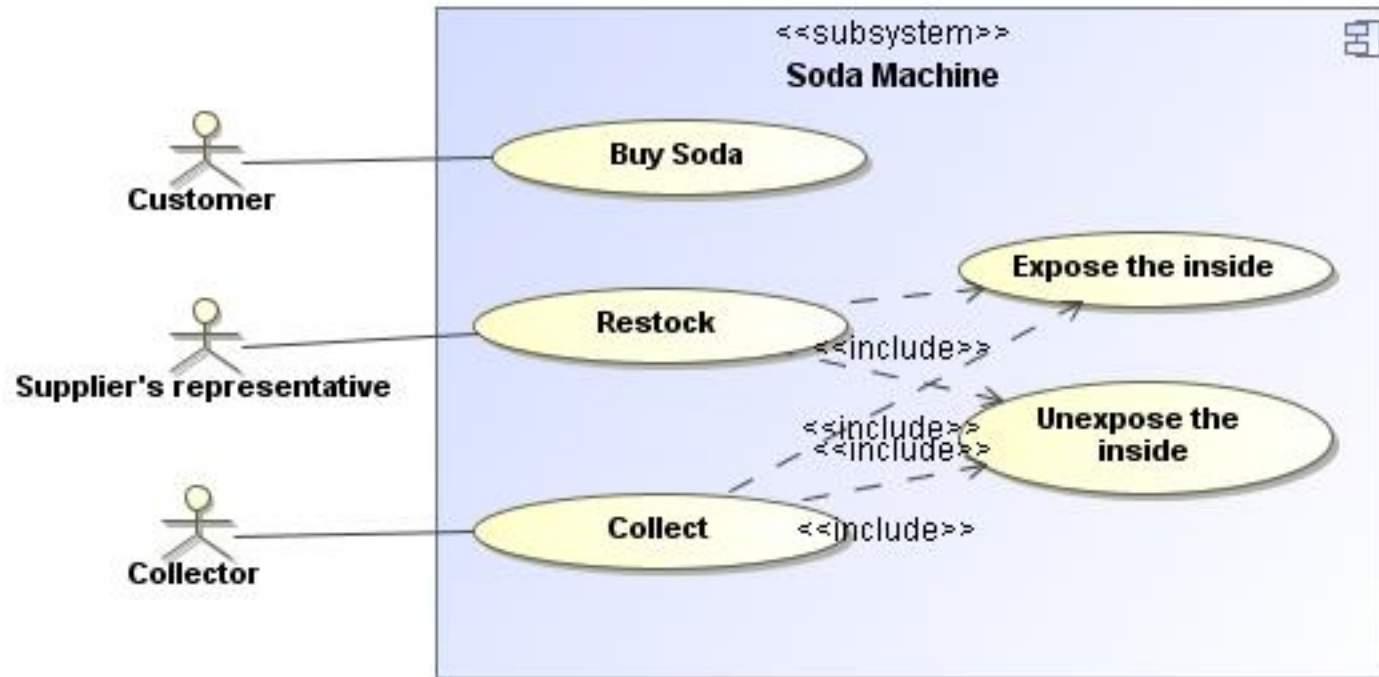 <<subsystem>>
Soda Machine
Buy Soda
Customer
Expose the inside
Restock
<<include>>
Supplier's representative
Unexpose the
inside
<<include>>
<<include>>
Collect
<<include>>
Collector